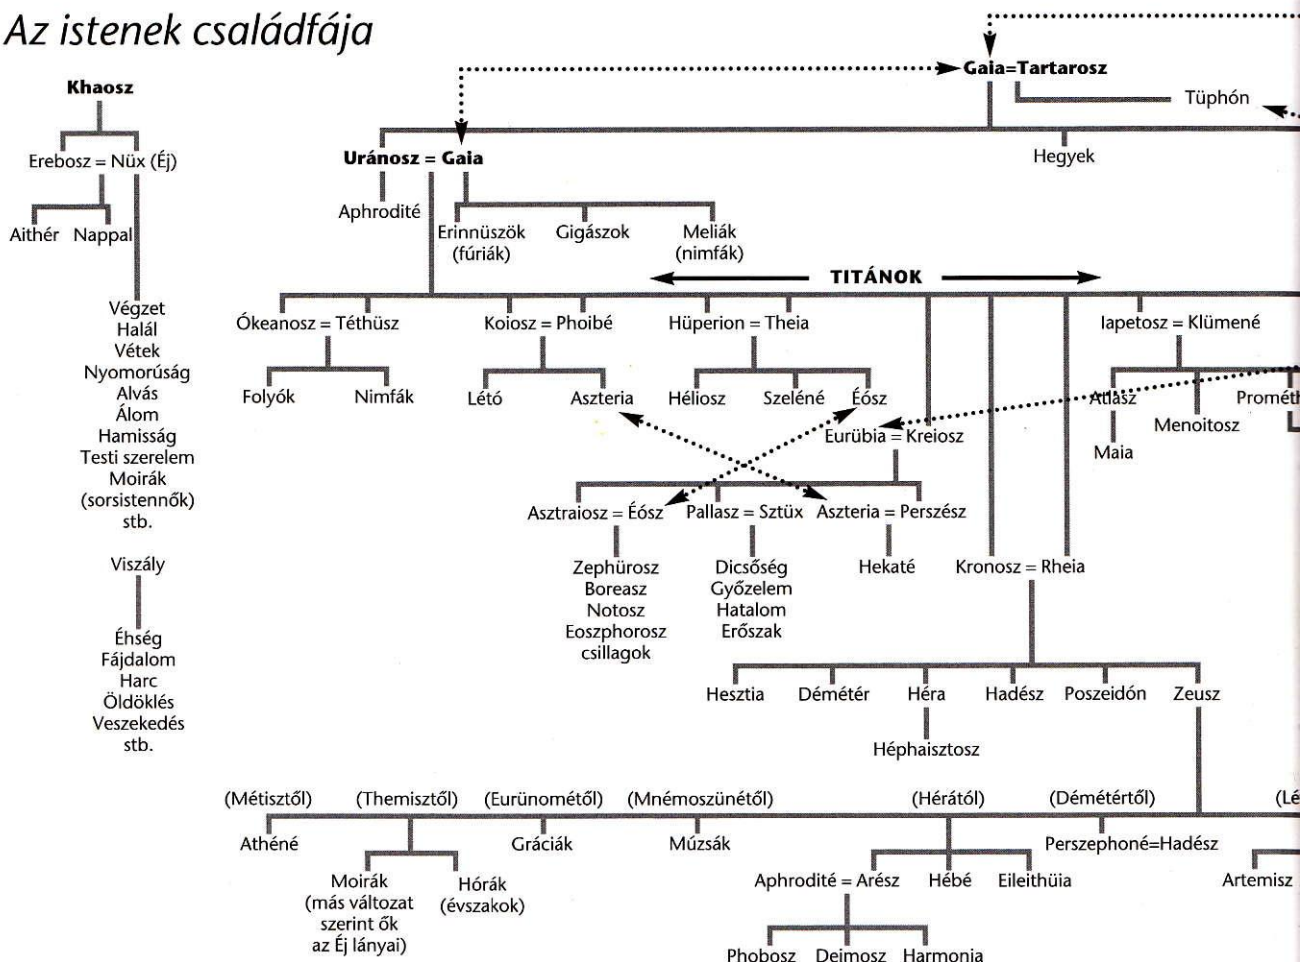 Az istenek családfája
Khaosz
Erebosz = Nüx (Éj)
Aithér Nappal
Végzet
Halál
Vétek
Nyomorúság
Alvás
Álom
Hamisság
Testi szerelem
Moirák
(sorsistennők)
stb.
Viszály
Éhség
Fájdalom
Harc
Öldöklés
Veszekedés
stb.
Gaia=Tartarosz
Tüphón
Uránosz = Gaia
Hegyek
Aphrodité
Erinnüszök
(fúriák)
Gigászok
Meliák
(nimfák)
TITÁNOK
Ókeanosz = Téthüsz
Koiosz = Phoibé
Hüperion = Theia
Iapetosz = Klümené
Folyók
Nimfák
Létó
Aszteria
Héliosz
Szeléné
Éósz
Atlasz
Menoitosz
Prométh
Maia
Eurübia = Kreiosz
Asztraiosz = Éósz
Pallasz = Sztüx
Aszteria = Perszész
Zephürosz
Boreasz
Notosz
Eoszphorosz
csillagok
Dicsőség
Győzelem
Hatalom
Erőszak
Hekaté
Kronosz = Rheia
Hesztia
Démétér
Héra
Hadész
Poszeidón
Zeusz
Héphaisztosz
(Métisztől)
(Themisztől)
(Eurünométől)
(Mnémoszünétől)
(Hérától)
(Démétértől)
(Lé
Athéné
Gráciák
Múzsák
Perszephoné=Hadész
Moirák
(más változat
szerint ők
az Éj lányai)
Hórák
(évszakok)
Aphrodité = Arész
Hébé
Eileithüia
Artemisz
Phobosz
Deimosz
Harmonia